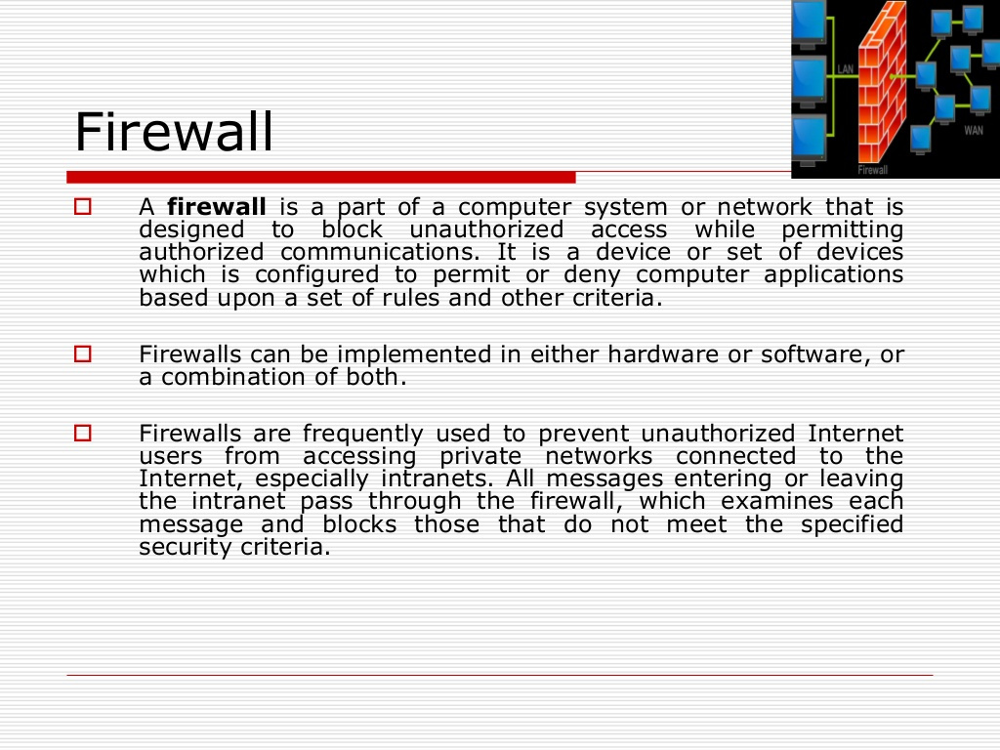 LAN
WAN
Firewall
Firewall
A firewall is a part of a computer system or network that is
designed to block unauthorized access while permitting
authorized communications. It is a device or set of devices
which is configured to permit or deny computer applications
based upon a set of rules and other criteria.
Firewalls can be implemented in either hardware or software, or
a combination of both.
Firewalls are frequently used to prevent unauthorized Internet
users from accessing private networks connected to the
Internet, especially intranets. All messages entering or leaving
the intranet pass through the firewall, which examines each
message and blocks those that do not meet the specified
security criteria.